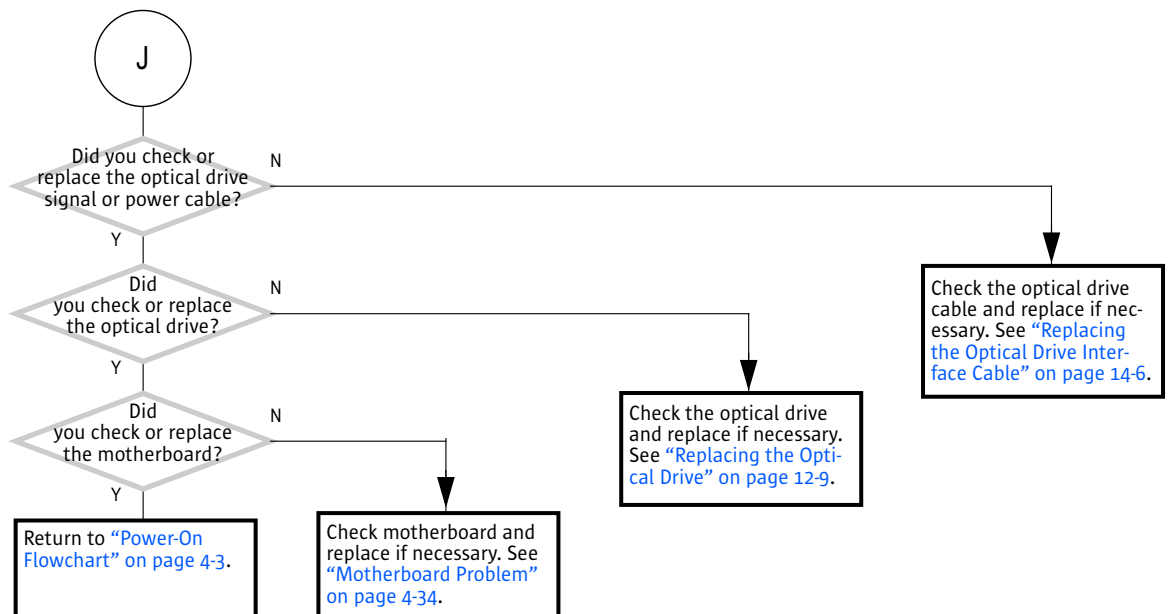 J
Did you check or
replace the optical drive
signal or power cable?
N
Y
Did
you check or replace
the optical drive?
N
Y
Did
you check or replace
the motherboard?
N
Y
Check the optical drive
cable and replace if nec-
essary. See “Replacing
the Optical Drive Inter-
face Cable” on page 14-6.
Check the optical drive
and replace if necessary.
See “Replacing the Opti-
cal Drive” on page 12-9.
Check motherboard and
replace if necessary. See
“Motherboard Problem”
on page 4-34.
Return to “Power-On
Flowchart” on page 4-3.